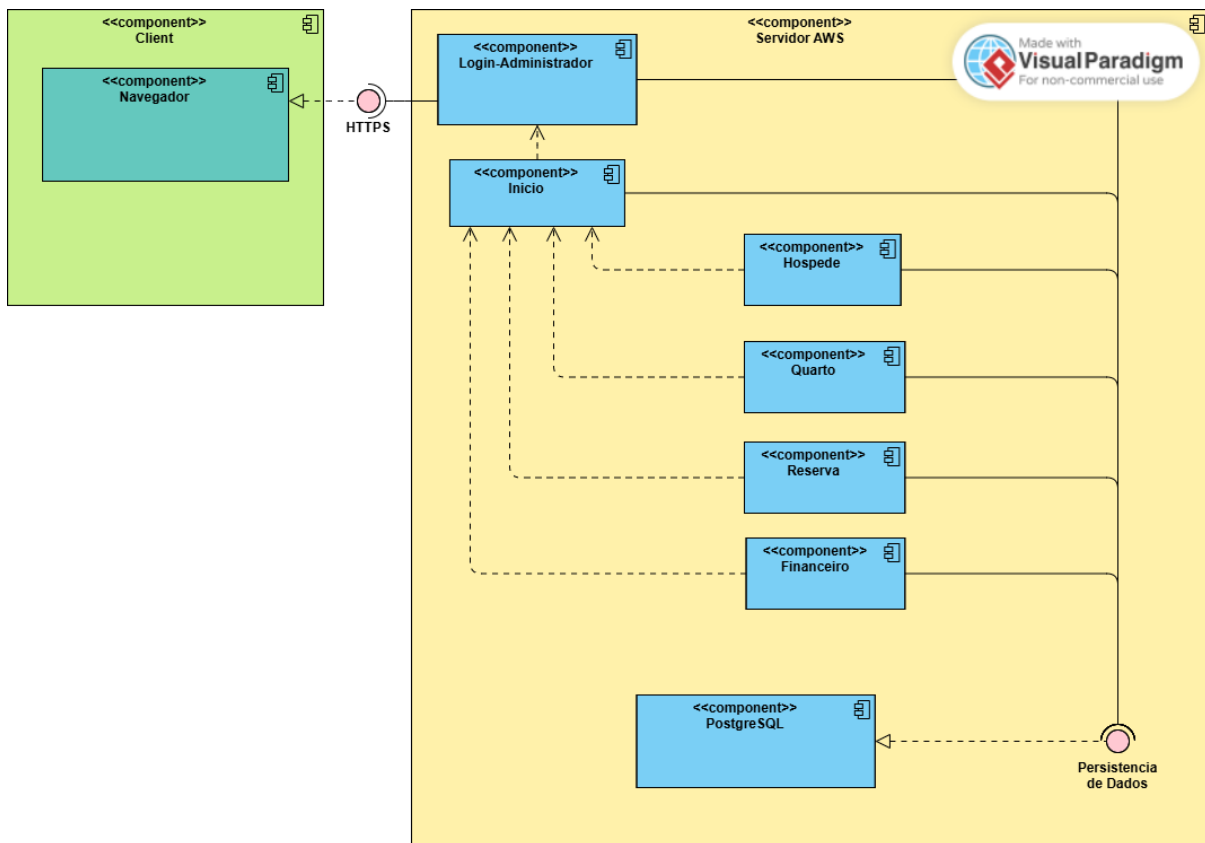 <<component>>
Client
<<component>>
Navegador
HTTPS
<<component>>
Servidor AWS
Made with
Visual Paradigm
For non-commercial use
<<component>>
Login-Administrador
<<component>>
Inicio
<<component>>
Hospede
<<component>>
Quarto
<<component>>
Reserva
<<component>>
Financeiro
<<component>>
PostgreSQL
Persistencia
de Dados